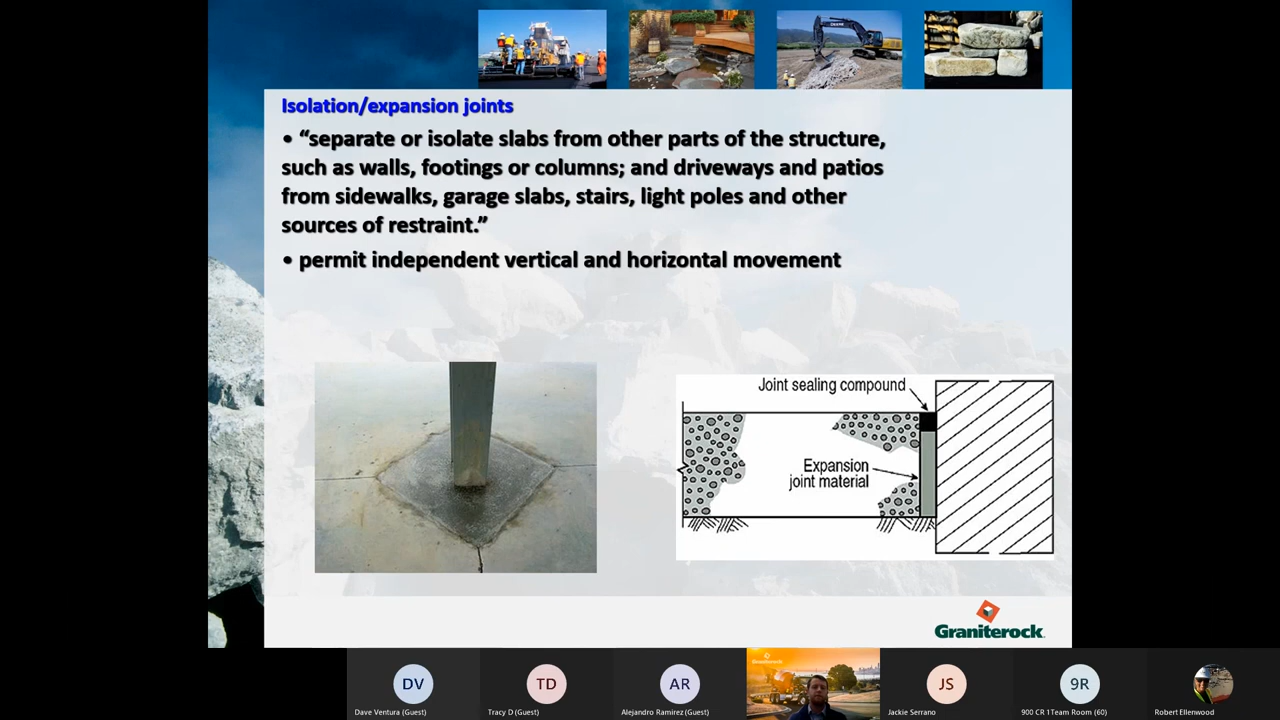 Isolation/expansion joints
• “separate or isolate slabs from other parts of the structure,
such as walls, footings or columns; and driveways and patios
from sidewalks, garage slabs, stairs, light poles and other
sources of restraint.”
• permit independent vertical and horizontal movement
Joint sealing compound
Expansion
joint material
Graniterock
DV
TD
AR
JS
9R
Dave Ventura (Guest)
Tracy D (Guest)
Alejandro Ramirez (Guest)
Jackie Serrano
900 CR 1Team Room (60)
Robert Ellenwood